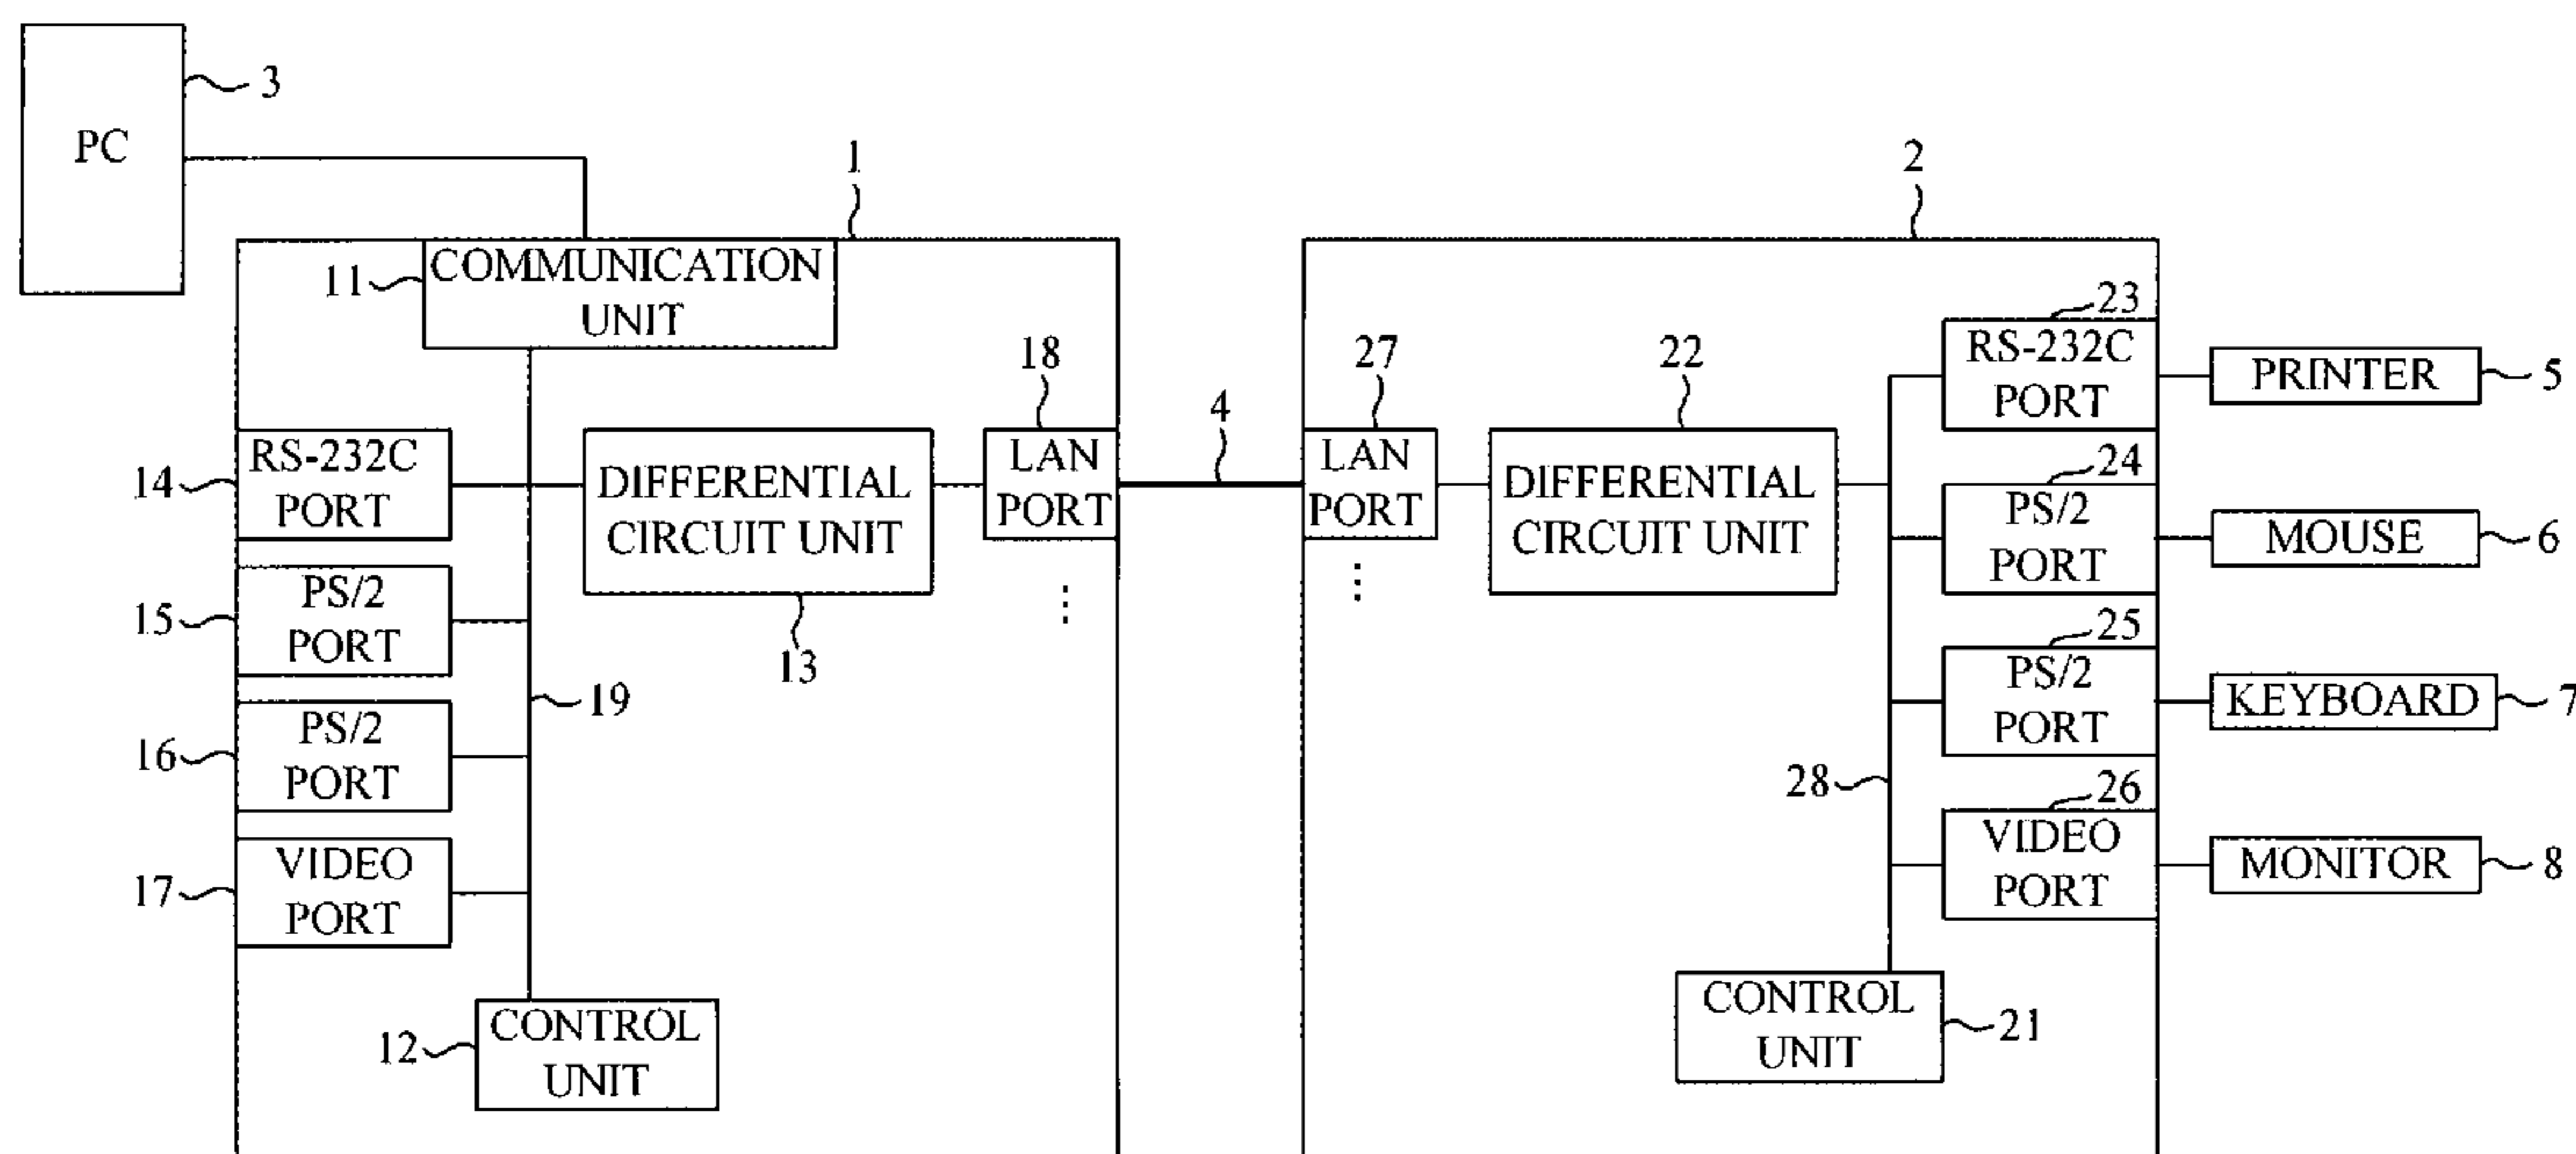 3
PC
1
2
11
COMMUNICATION
UNIT
23
RS-232C
PORT
PRINTER
5
18
27
22
4
14
RS-232C
PORT
DIFFERENTIAL
CIRCUIT UNIT
13
LAN
PORT
LAN
PORT
DIFFERENTIAL
CIRCUIT UNIT
24
PS/2
PORT
MOUSE
6
15
PS/2
PORT
25
PS/2
PORT
KEYBOARD
7
19
16
PS/2
PORT
28
26
VIDEO
PORT
MONITOR
8
17
VIDEO
PORT
12
CONTROL
UNIT
CONTROL
UNIT
21